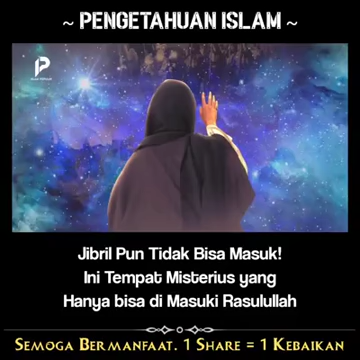 ~ PENGETAHUAN ISLAM ~
Jibril Pun Tidak Bisa Masuk!
Ini Tempat Misterius yang
Hanya bisa di Masuki Rasulullah
Semoga Bermanfaat. 1 Share = 1 Kebaikan